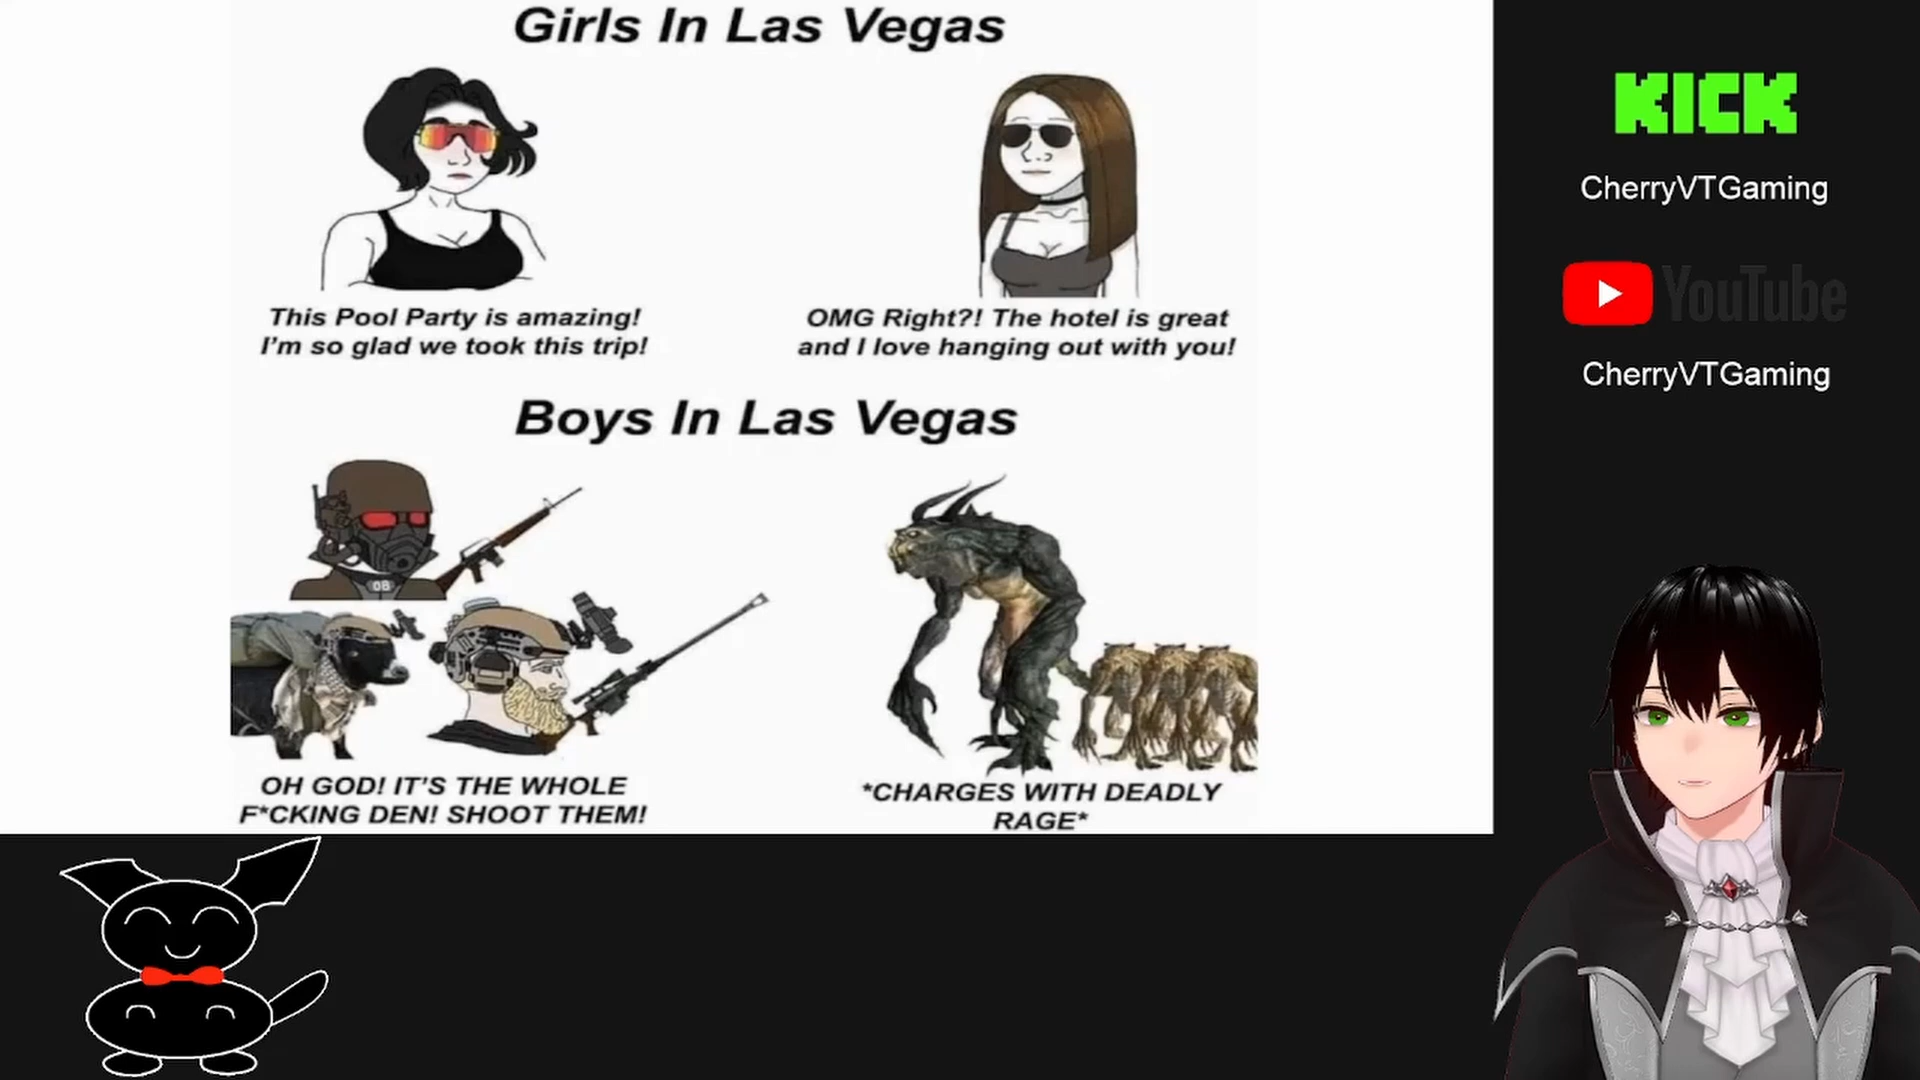 Girls In Las Vegas
This Pool Party is amazing!
I'm so glad we took this trip!
OMG Right?! The hotel is great
and I love hanging out with you!
Boys In Las Vegas
08
OH GOD! IT'S THE WHOLE
F*CKING DEN! SHOOT THEM!
*CHARGES WITH DEADLY
RAGE*
KICK
CherryVTGaming
YouTube
CherryVTGaming